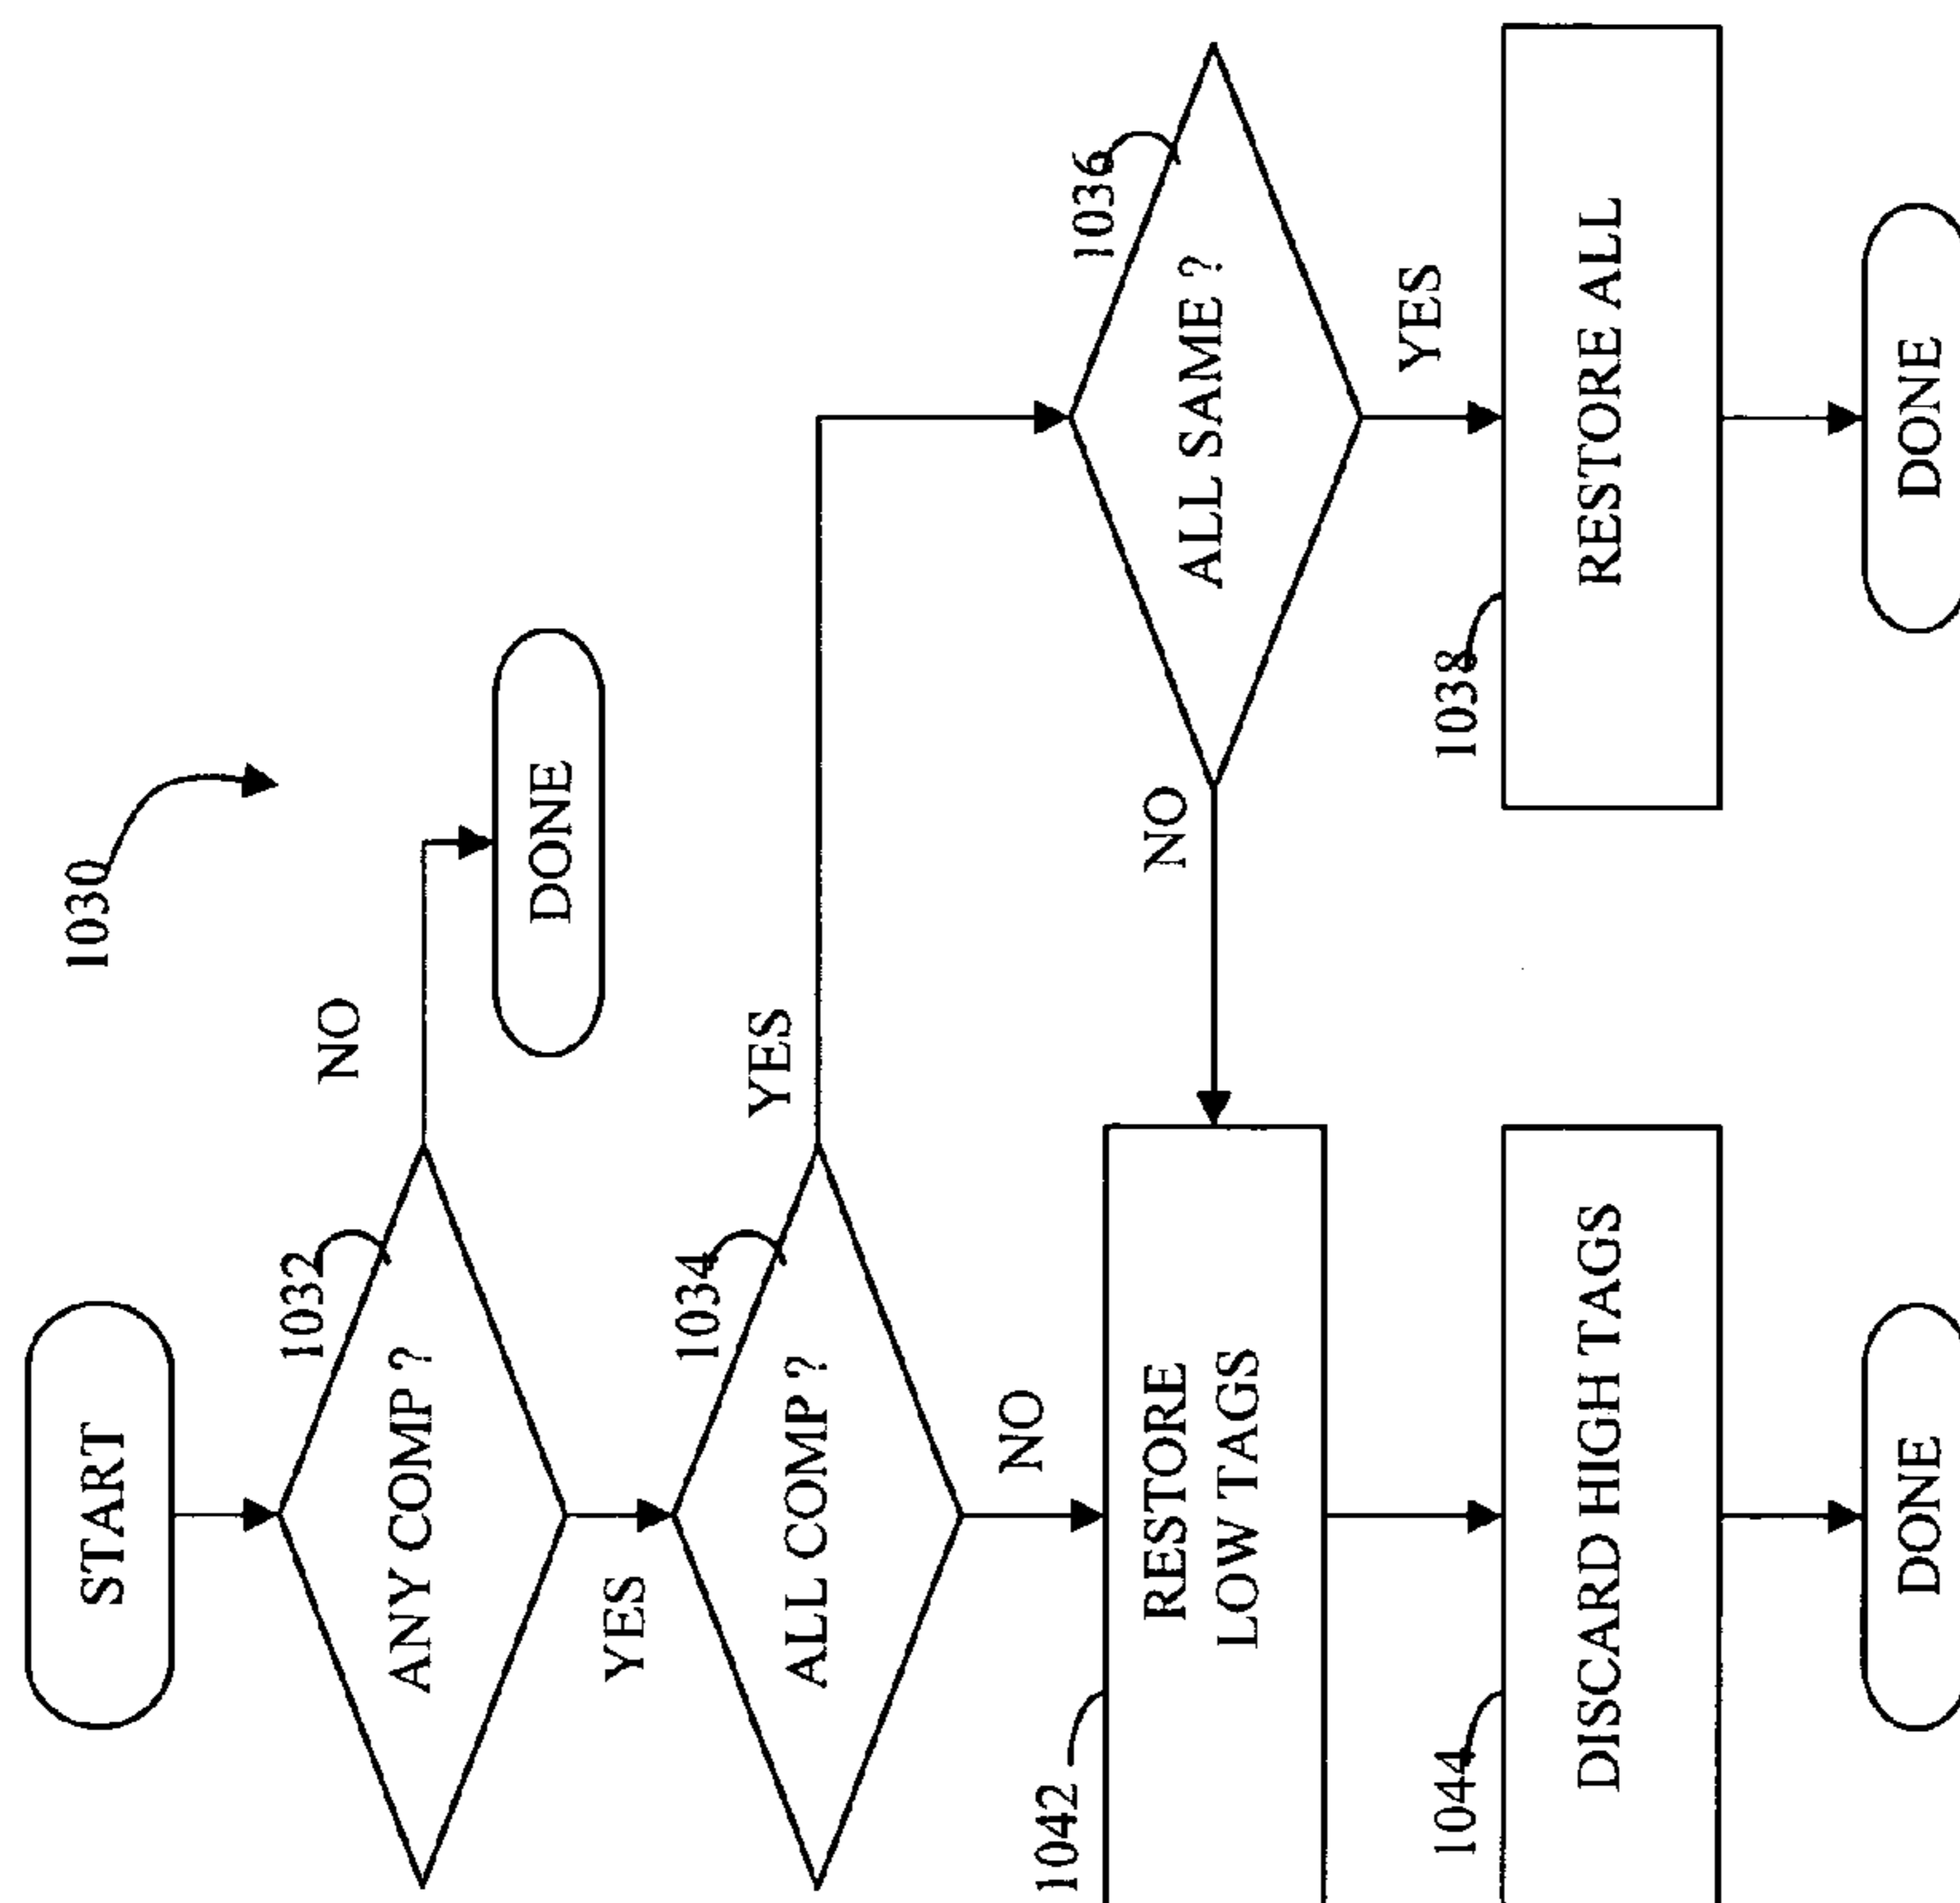 1030
START
1032
ANY COMP ?
NO
DONE
YES
1034
ALL COMP ?
YES
NO
1036
ALL SAME ?
NO
YES
1042
RESTORE
LOW TAGS
1038
RESTORE ALL
1044
DISCARD HIGH TAGS
DONE
DONE